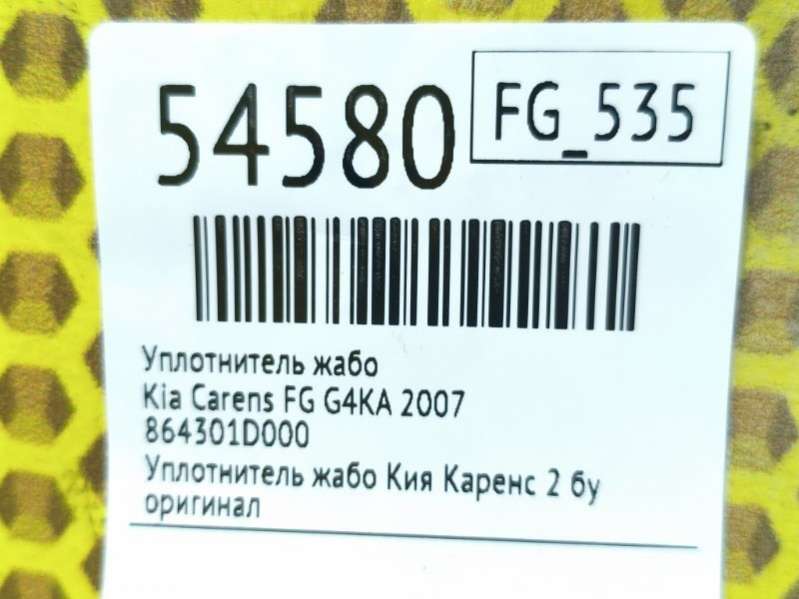 54580
FG_535
Уплотнитель жабо
Kia Carens FG G4KA 2007
864301D000
Уплотнитель жабо Кия Каренс 2 бу
оригинал